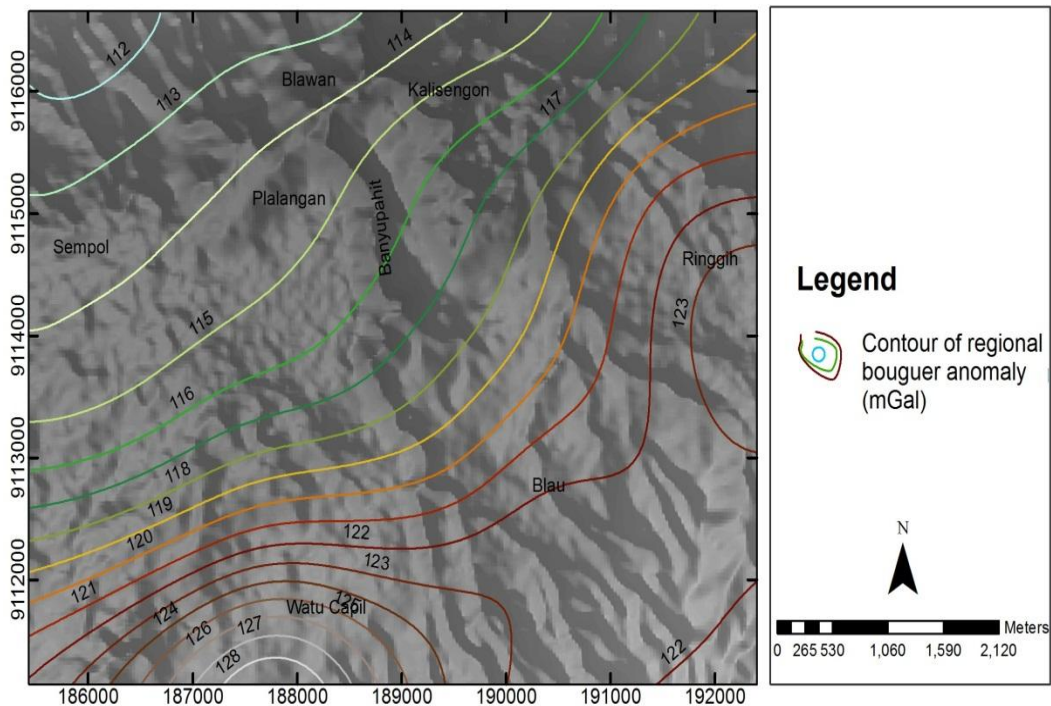 112
113
114
Blawan
Kalisengon
117
9116000
9115000
9114000
9113000
9112000
Plalangan
Banyupahit
Sempol
Ringgih
123
115
116
118
119
120
121
Blau
122
123
124
125
126
Watu Capil
127
128
122
186000 187000 188000 189000 190000 191000 192000
Legend
Contour of regional
bouguer anomaly
(mGal)
N
Meters
0 265 530 1,060 1,590 2,120